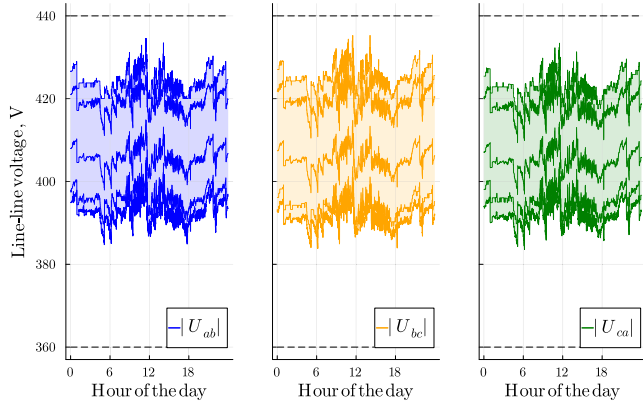 Line-line voltage, V
440
420
400
380
360
0 6 12 18
Hour of the day
|U_ab|
0 6 12 18
Hour of the day
|U_bc|
0 6 12 18
Hour of the day
|U_ca|